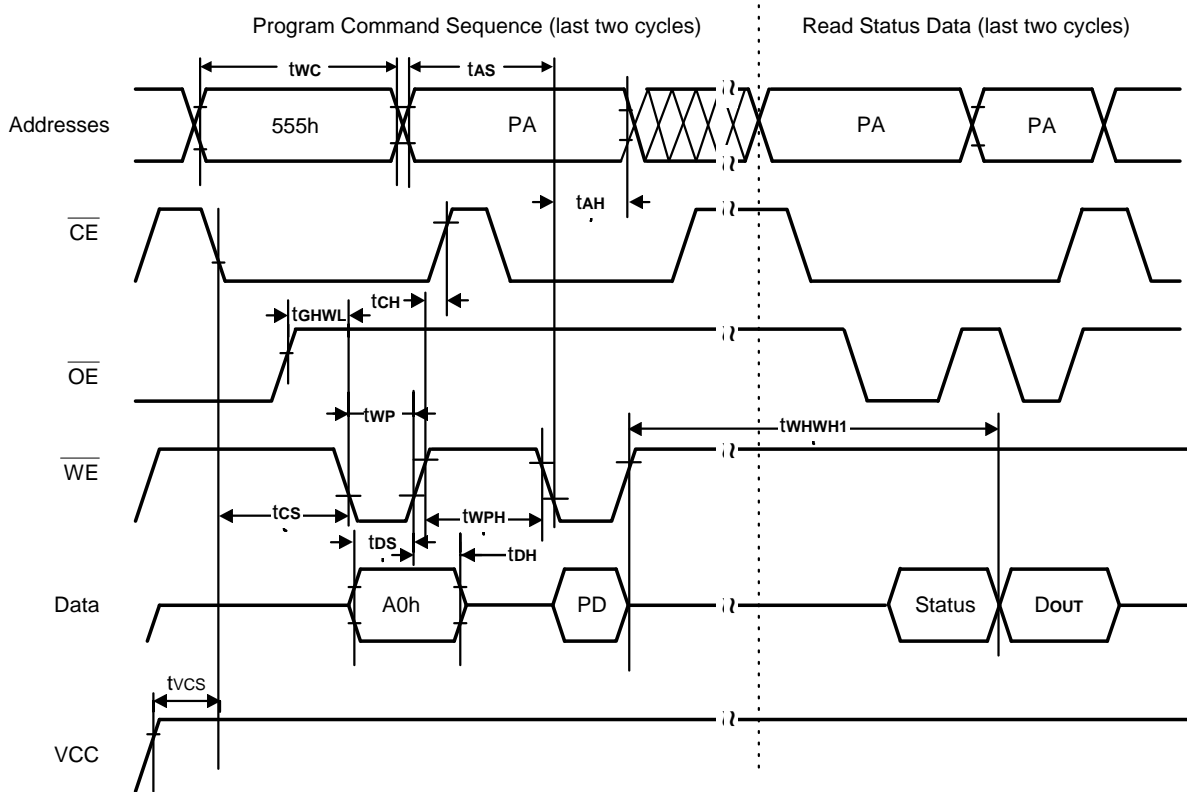 Program Command Sequence (last two cycles)
Read Status Data (last two cycles)
tWC
tAS
Addresses
555h
PA
PA
PA
tAH
CE
tCH
tGHWL
OE
tWP
tWHWH1
WE
tCS
tWPH
tDS
tDH
Data
A0h
PD
Status
DOUT
tVCS
VCC